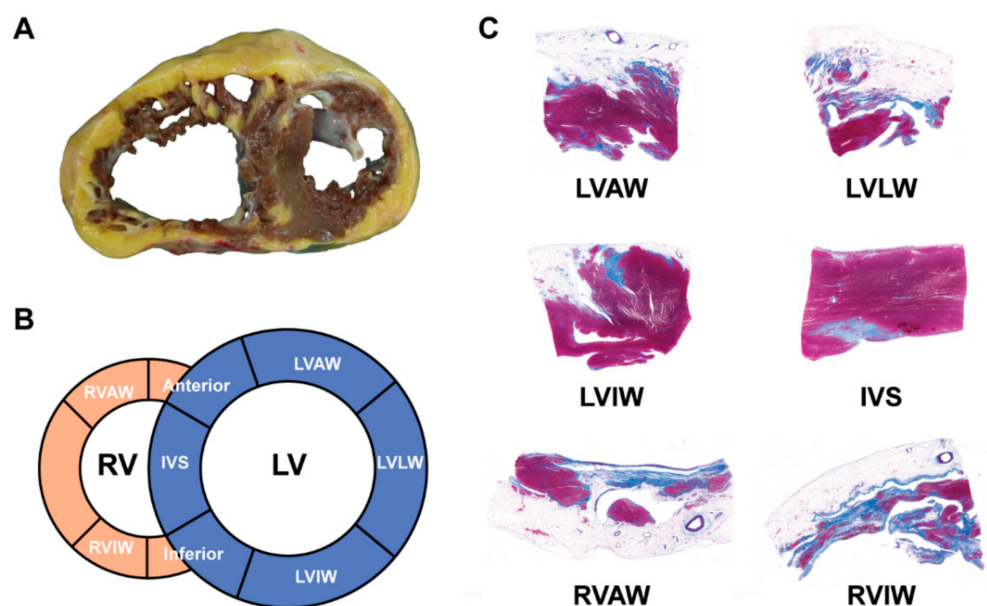 A
B
RVAW
Anterior
LVAW
RV
IVS
LV
LVLW
RVIW
Inferior
LVIW
C
LVAW
LVLW
LVIW
IVS
RVAW
RVIW